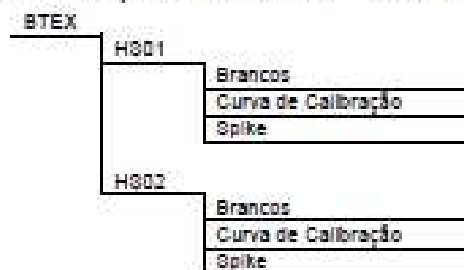 BTEX
HS01
Brancos
Curva de Calibração
Spike
HS02
Brancos
Curva de Calibração
Spike